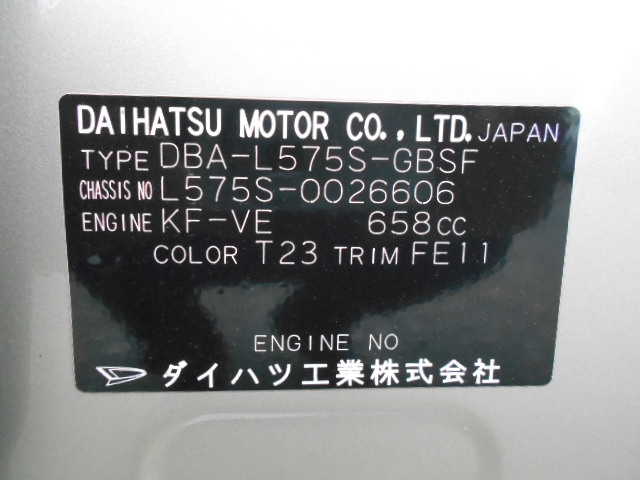 DAIHATSU MOTOR CO., LTD. JAPAN
TYPE DBA-L575S-GBSF
CHASSIS NO L575S-0026606
ENGINE KF-VE 658CC
COLOR T23 TRIM FE11
ENGINE NO
ダイハツ工業株式会社